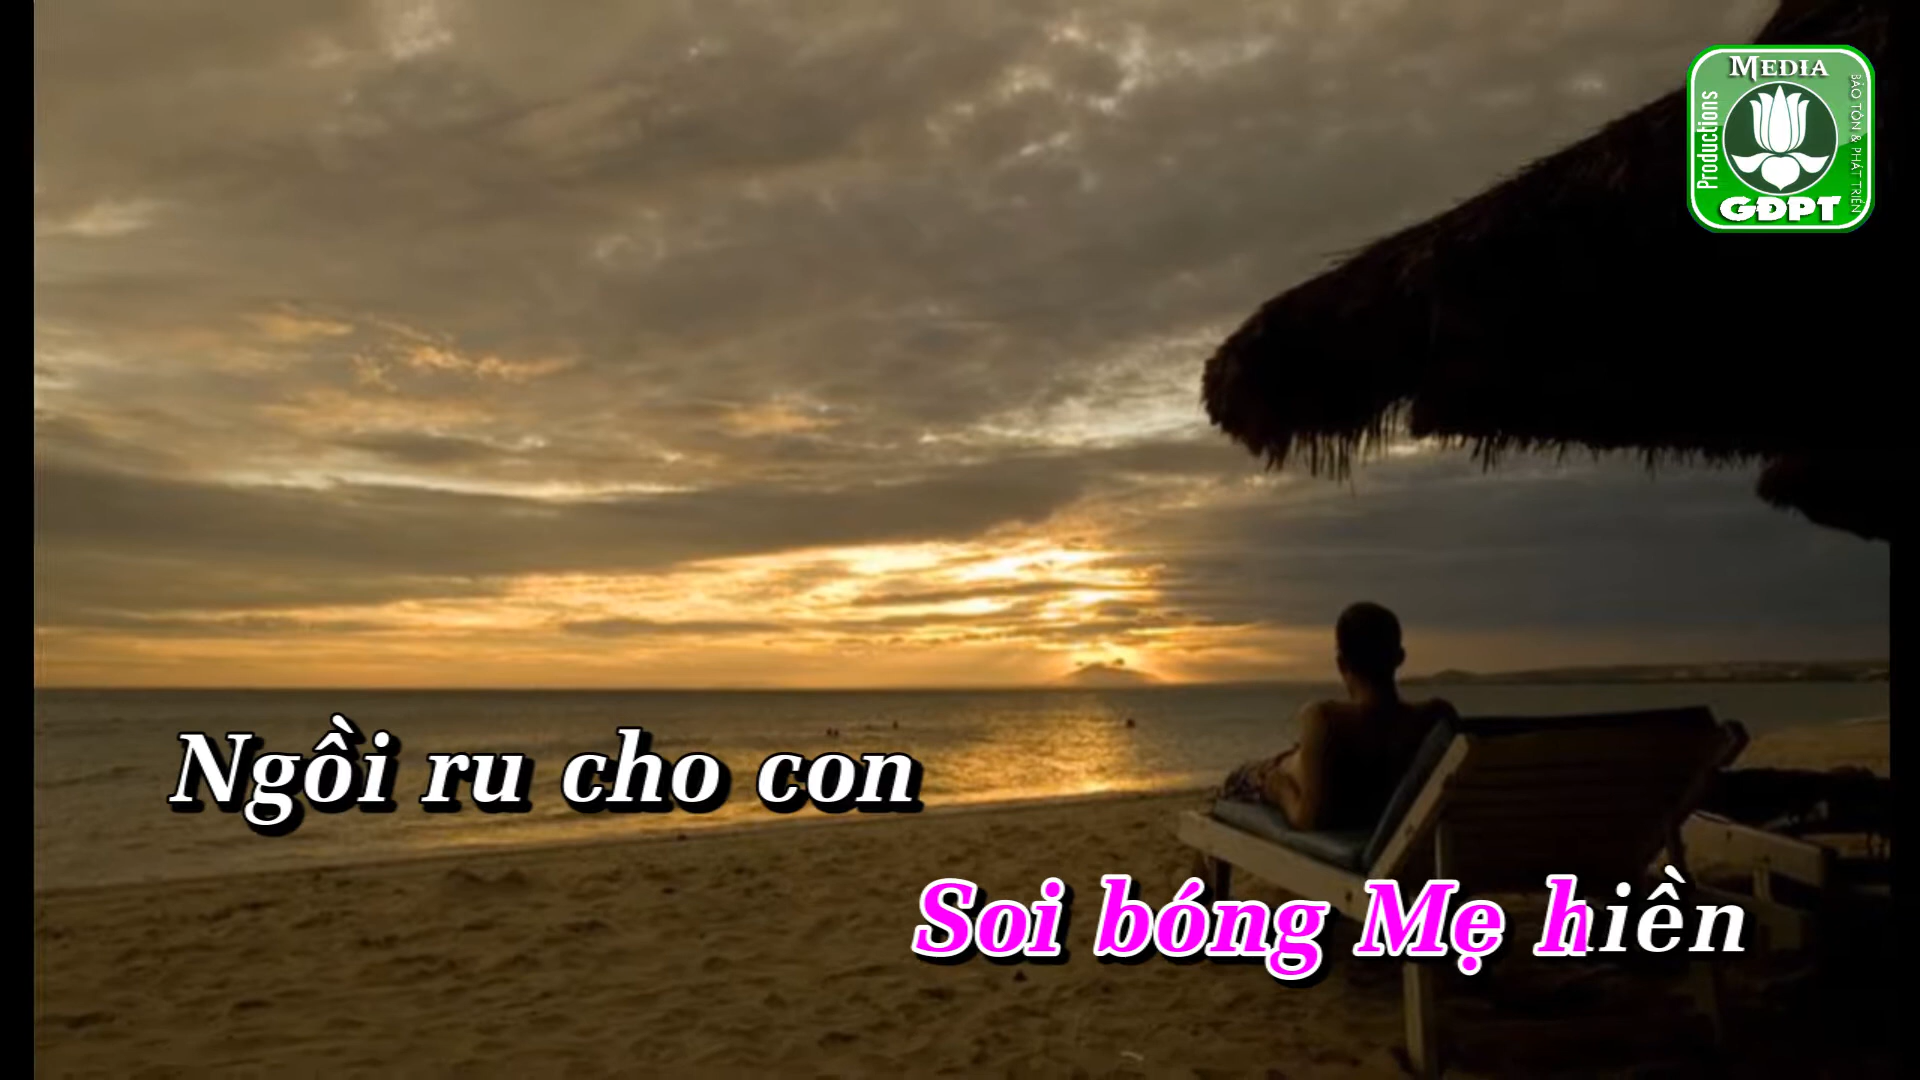 MEDIA
Productions
BẢO TỒN & PHÁT TRIỂN
GĐPT
Ngồi ru cho con
Soi bóng Mẹ hiền